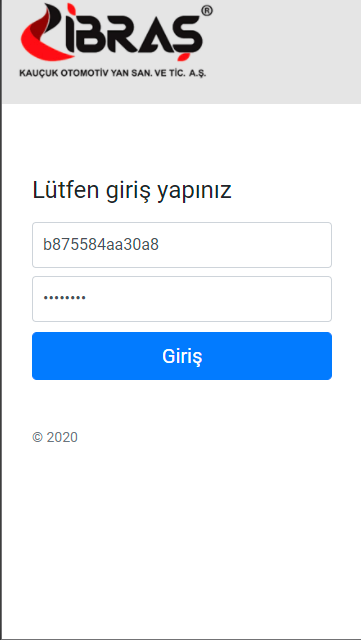 İBRAŞ®
KAUÇUK OTOMOTİV YAN SAN. VE TİC. A.Ş.
Lütfen giriş yapınız
b875584aa30a8
••••••••
Giriş
© 2020